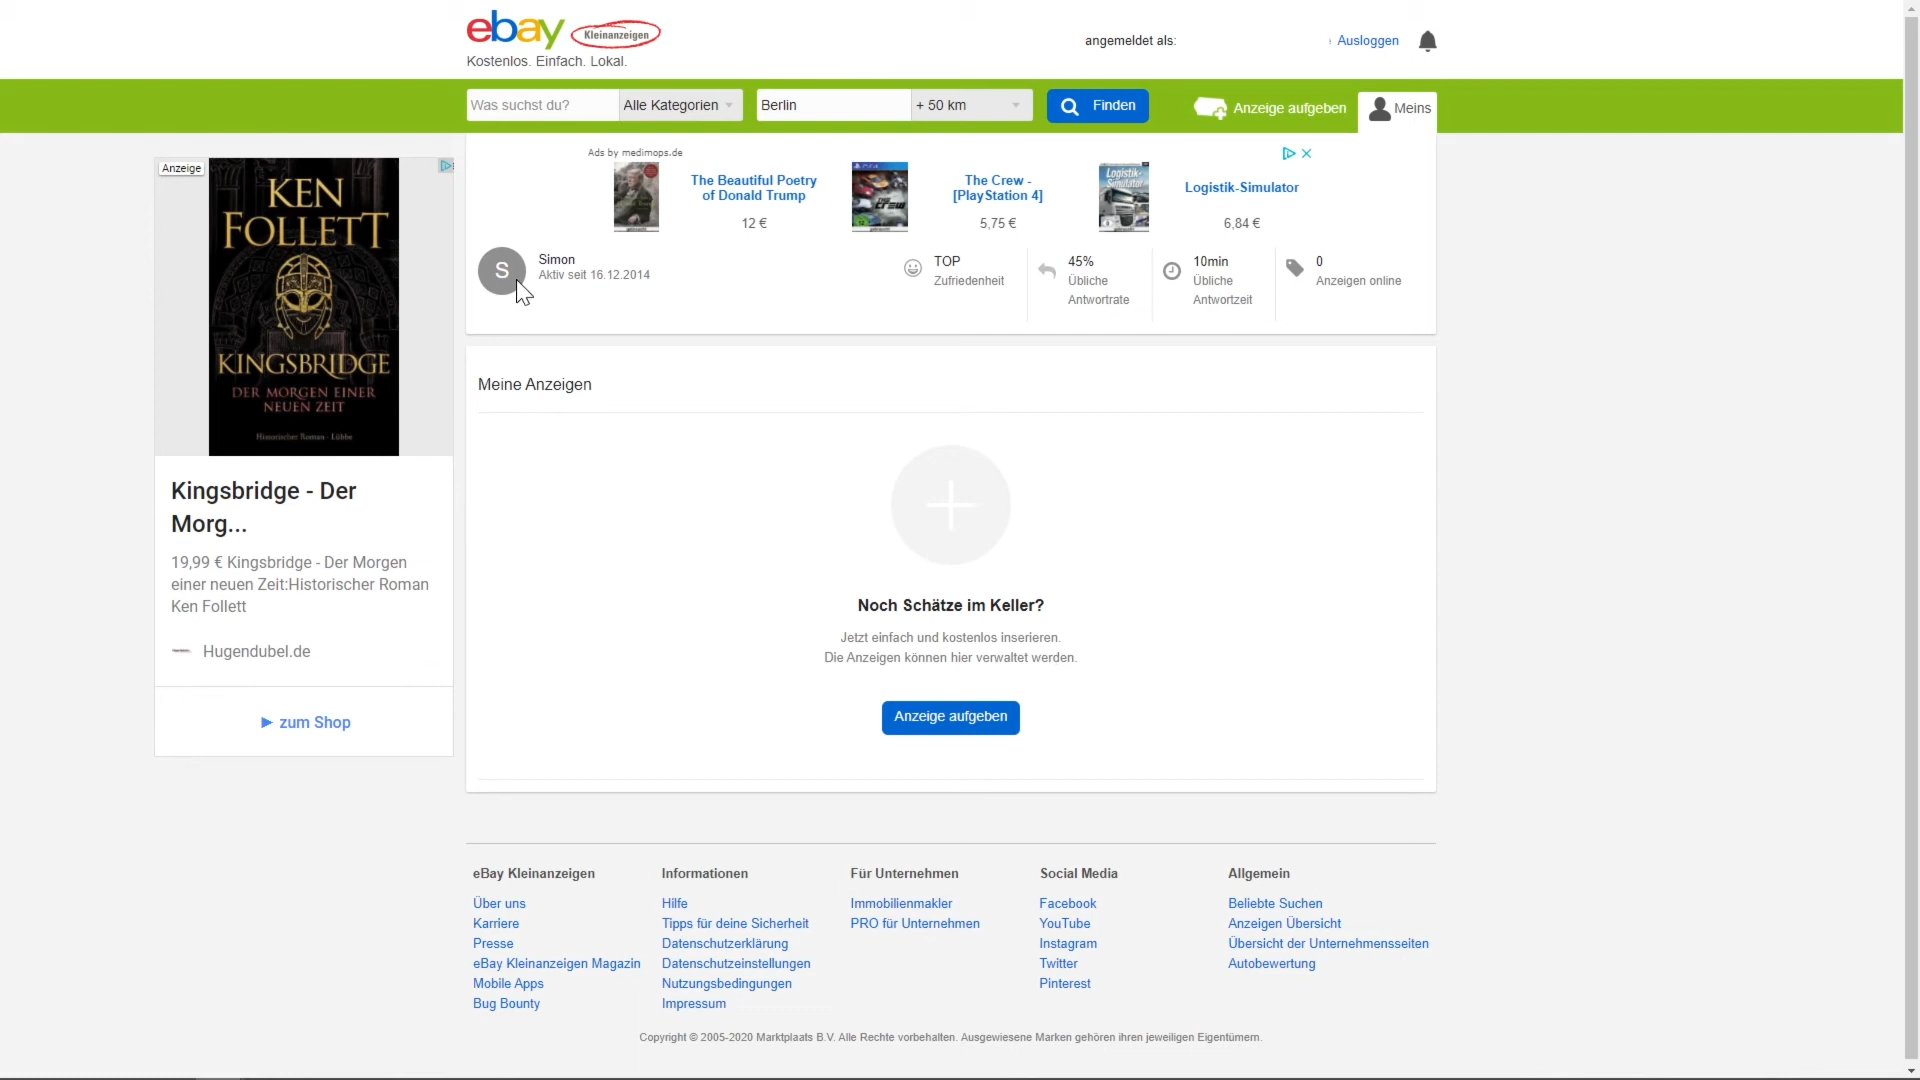 ebay Kleinanzeigen
Kostenlos. Einfach. Lokal.
angemeldet als:
Ausloggen
Was suchst du?
Alle Kategorien
Berlin
+ 50 km
Finden
Anzeige aufgeben
Meins
Anzeige
KEN
FOLLETT
KINGSBRIDGE
DER MORGEN EINER
NEUEN ZEIT
Historischer Roman - Lübbe
Kingsbridge - Der
Morg...
19,99 € Kingsbridge - Der Morgen
einer neuen Zeit:Historischer Roman
Ken Follett
Hugendubel.de
► zum Shop
Ads by medimops.de
The Beautiful Poetry
of Donald Trump
12 €
The Crew -
[PlayStation 4]
5,75 €
Logistik-Simulator
6,84 €
S
Simon
Aktiv seit 16.12.2014
TOP
Zufriedenheit
45%
Übliche
Antwortrate
10min
Übliche
Antwortzeit
0
Anzeigen online
Meine Anzeigen
Noch Schätze im Keller?
Jetzt einfach und kostenlos inserieren.
Die Anzeigen können hier verwaltet werden.
Anzeige aufgeben
eBay Kleinanzeigen
Über uns
Karriere
Presse
eBay Kleinanzeigen Magazin
Mobile Apps
Bug Bounty
Informationen
Hilfe
Tipps für deine Sicherheit
Datenschutzerklärung
Datenschutzeinstellungen
Nutzungsbedingungen
Impressum
Für Unternehmen
Immobilienmakler
PRO für Unternehmen
Social Media
Facebook
YouTube
Instagram
Twitter
Pinterest
Allgemein
Beliebte Suchen
Anzeigen Übersicht
Übersicht der Unternehmensseiten
Autobewertung
Copyright © 2005-2020 Marktplaats B.V. Alle Rechte vorbehalten. Ausgewiesene Marken gehören ihren jeweiligen Eigentümern.